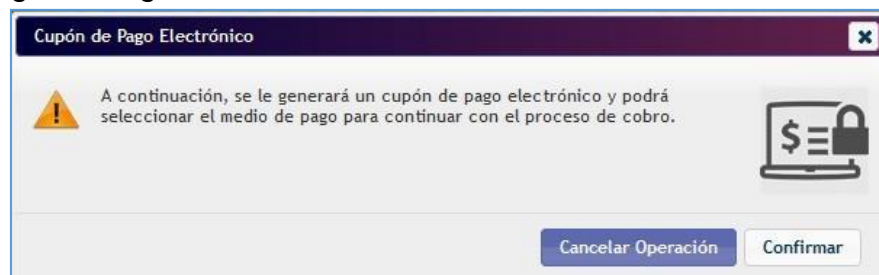 Cupón de Pago Electrónico
A continuación, se le generará un cupón de pago electrónico y podrá
seleccionar el medio de pago para continuar con el proceso de cobro.
Cancelar Operación
Confirmar